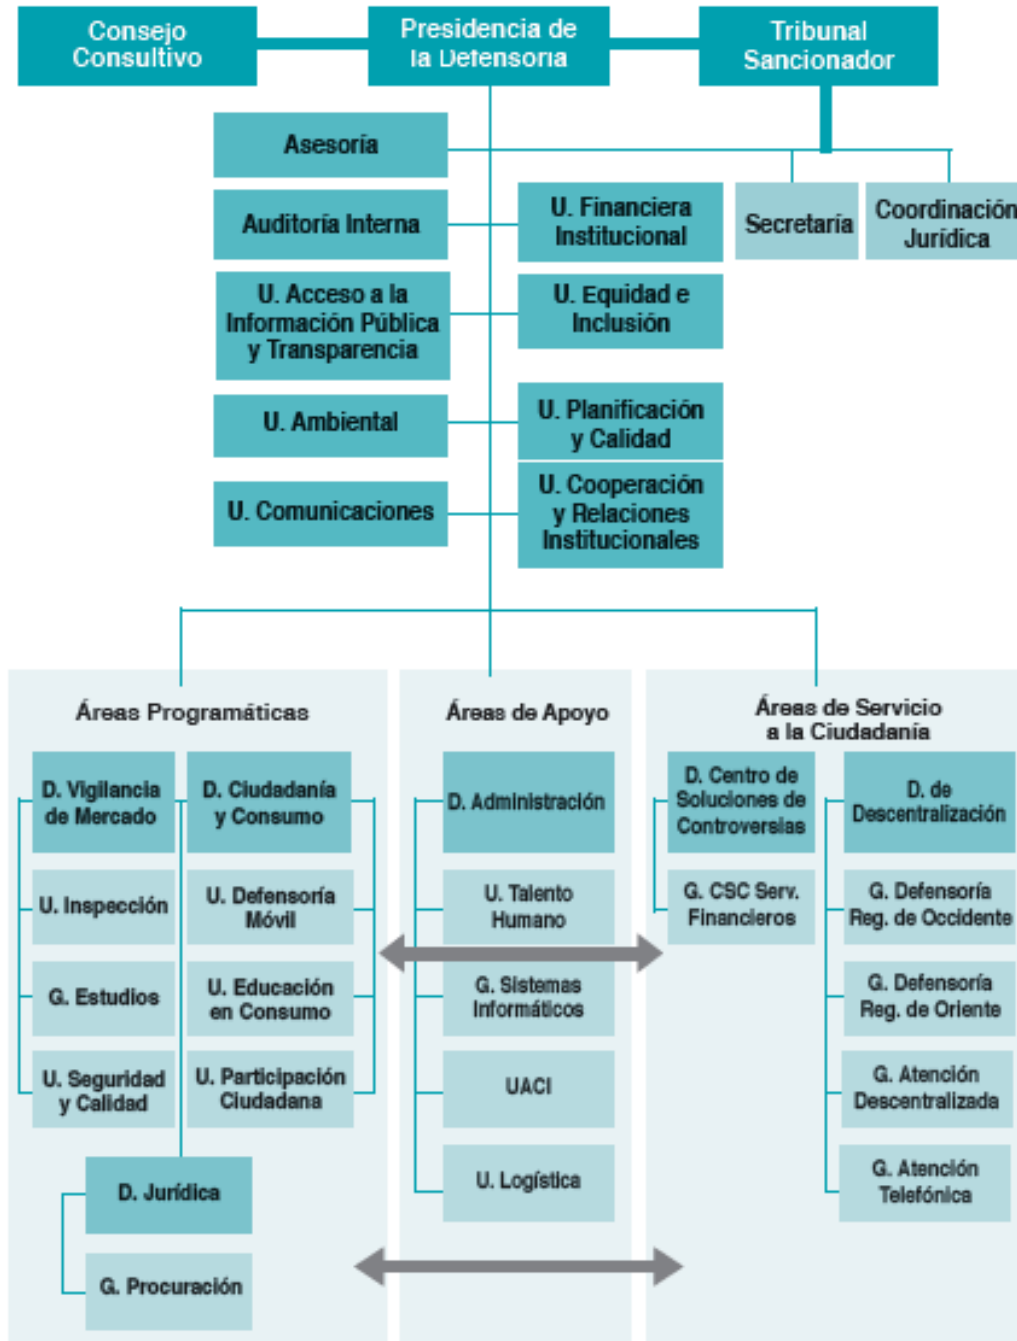 Consejo
Consultivo
Presidencia de
la Defensoría
Tribunal
Sancionador
Asesoría
Auditoría Interna
U. Financiera
Institucional
Secretaría
Coordinación
Jurídica
U. Acceso a la
Información Pública
y Transparencia
U. Equidad e
Inclusión
U. Ambiental
U. Planificación
y Calidad
U. Comunicaciones
U. Cooperación
y Relaciones
Institucionales
Áreas Programáticas
D. Vigilancia
de Mercado
D. Ciudadanía
y Consumo
U. Inspección
U. Defensoría
Móvil
G. Estudios
U. Educación
en Consumo
U. Seguridad
y Calidad
U. Participación
Ciudadana
D. Jurídica
G. Procuración
Áreas de Apoyo
D. Administración
U. Talento
Humano
G. Sistemas
Informáticos
UACI
U. Logística
Áreas de Servicio
a la Ciudadanía
D. Centro de
Soluciones de
Controversias
G. CSC Serv.
Financieros
D. de
Descentralización
G. Defensoría
Reg. de Occidente
G. Defensoría
Reg. de Oriente
G. Atención
Descentralizada
G. Atención
Telefónica